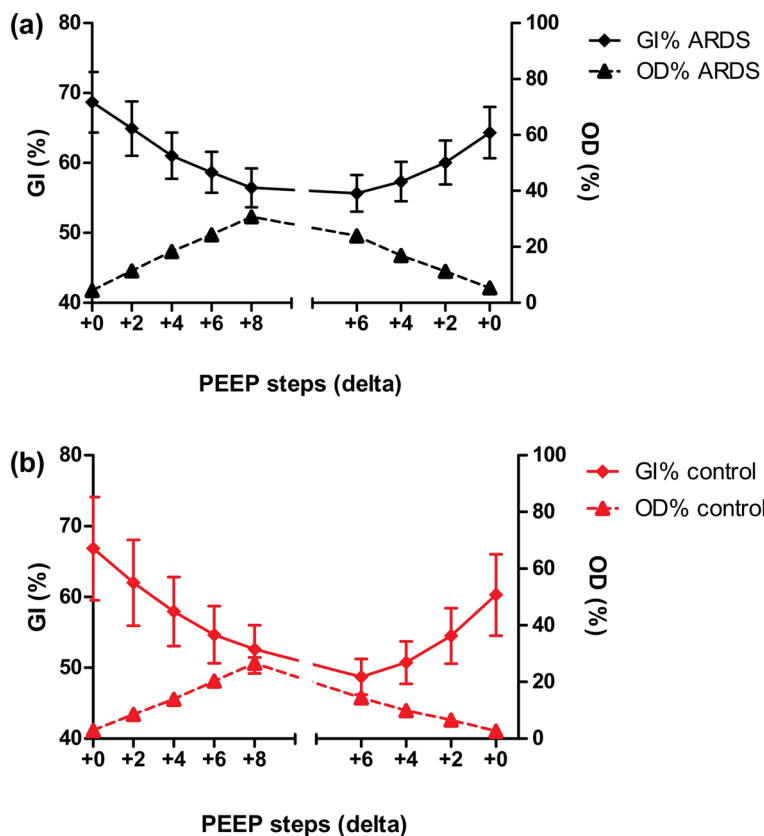 (a)
80
70
60
50
40
GI (%)
100
80
60
40
20
0
OD (%)
GI% ARDS
OD% ARDS
+0 +2 +4 +6 +8 +6 +4 +2 +0
PEEP steps (delta)
(b)
80
70
60
50
40
GI (%)
100
80
60
40
20
0
OD (%)
GI% control
OD% control
+0 +2 +4 +6 +8 +6 +4 +2 +0
PEEP steps (delta)